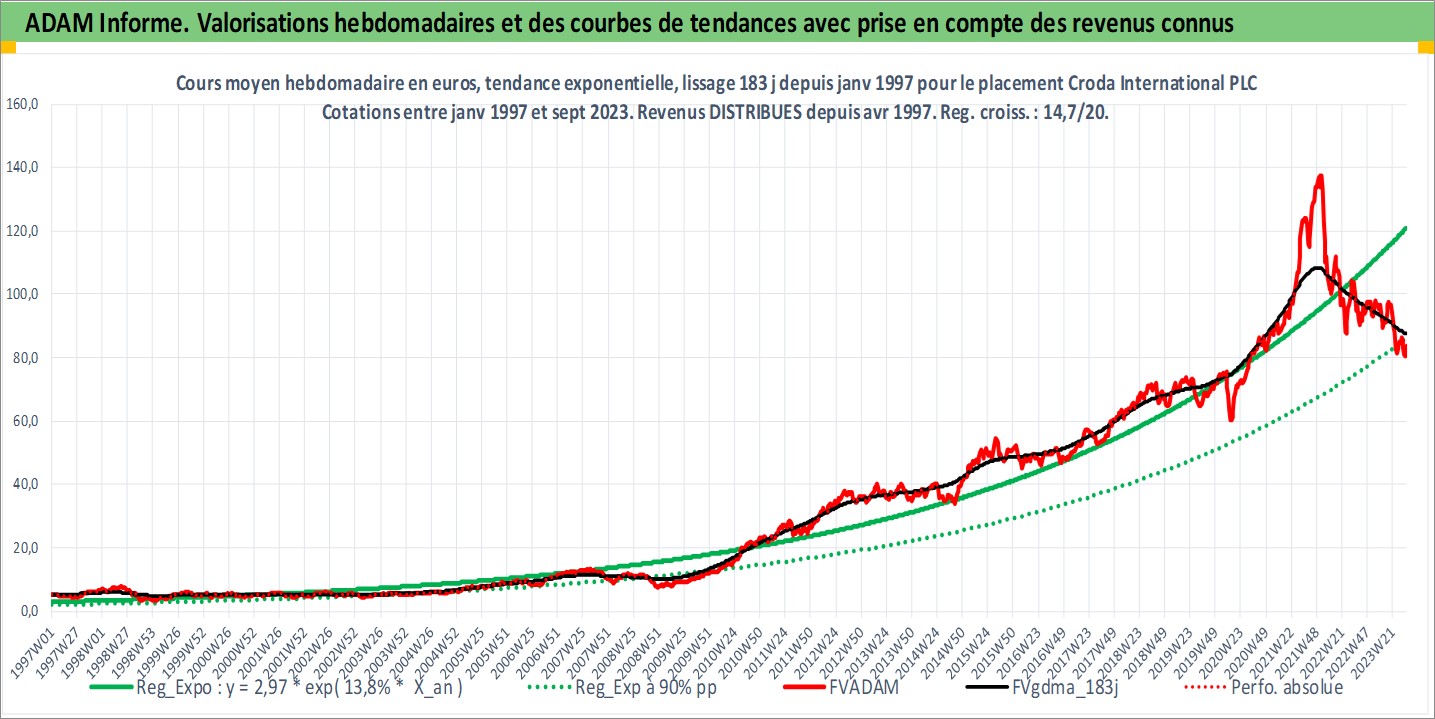 ADAM Informe. Valorisations hebdomadaires et des courbes de tendances avec prise en compte des revenus connus
Cours moyen hebdomadaire en euros, tendance exponentielle, lissage 183 j depuis janv 1997 pour le placement Croda International PLC
Cotations entre janv 1997 et sept 2023. Revenus DISTRIBUES depuis avr 1997. Reg. croiss. : 14,7/20.
160,0
140,0
120,0
100,0
80,0
60,0
40,0
20,0
0,0
1997W01 1997W27 1998W01 1998W27 1998W53 1999W26 1999W52 2000W26 2000W52 2001W26 2001W52 2002W26 2002W52 2003W26 2003W52 2004W26 2004W52 2005W25 2005W51 2006W25 2006W51 2007W25 2007W51 2008W25 2008W51 2009W25 2009W51 2010W24 2010W50 2011W24 2011W50 2012W24 2012W50 2013W24 2013W50 2014W24 2014W50 2015W24 2015W50 2016W23 2016W49 2017W23 2017W49 2018W23 2018W49 2019W23 2019W49 2020W23 2020W49 2021W22 2021W48 2022W21 2022W47 2023W21
Reg_Expo : y = 2,97 * exp( 13,8% * X_an ) Reg_Exp à 90% pp FVADAM FVgdma_183j Perfo. absolue